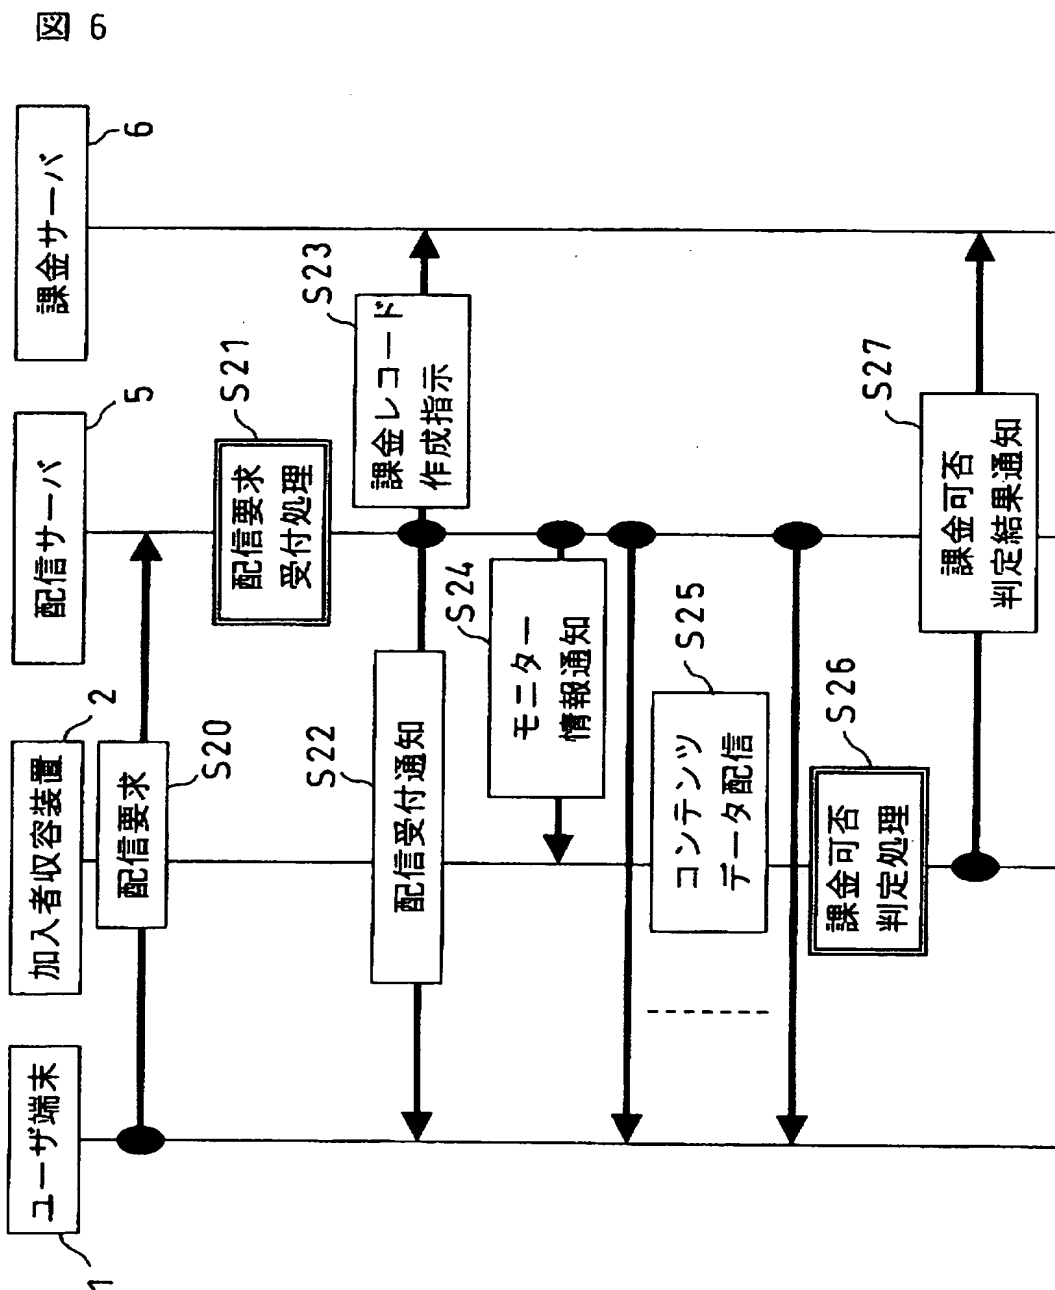 図 6
ユーザ端末
1
加入者収容装置
2
配信サーバ
5
課金サーバ
6
配信要求
S20
配信要求
受付処理
S21
配信受付通知
S22
課金レコード
作成指示
S23
モニター
情報通知
S24
コンテンツ
データ配信
S25
課金可否
判定処理
S26
課金可否
判定結果通知
S27